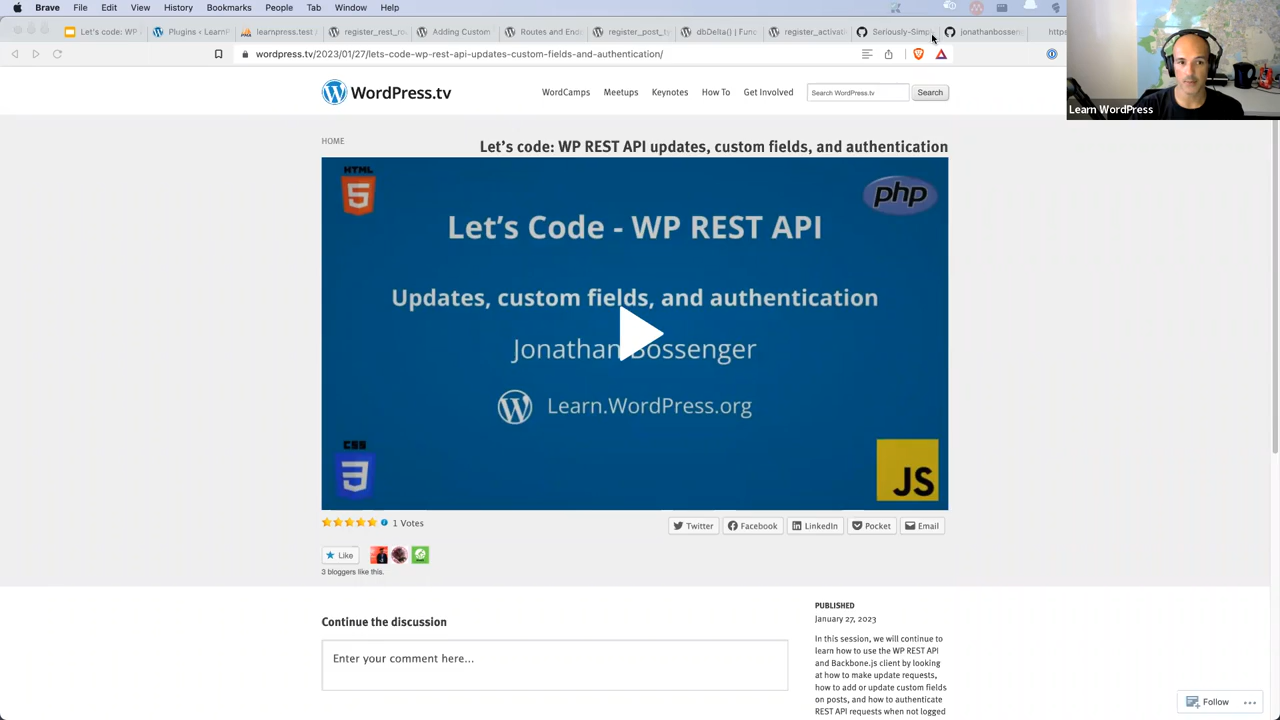 Brave File Edit View History Bookmarks People Tab Window Help
Let's code: WP
Plugins ‹ Learn
learnpress.test
register_rest_ro
Adding Custom
Routes and End
register_post_ty
dbDelta() | Func
register_activat
Seriously-Simpl
jonathanbosseng
https
wordpress.tv/2023/01/27/lets-code-wp-rest-api-updates-custom-fields-and-authentication/
Learn WordPress
WordPress.tv
WordCamps Meetups Keynotes How To Get Involved
Search WordPress.tv
Search
HOME
Let's code: WP REST API updates, custom fields, and authentication
HTML
5
php
Let's Code - WP REST API
Updates, custom fields, and authentication
Jonathan Bossenger
Learn.WordPress.org
CSS
3
JS
1 Votes
Twitter Facebook LinkedIn Pocket Email
Like
3 bloggers like this.
Continue the discussion
Enter your comment here...
PUBLISHED
January 27, 2023
In this session, we will continue to
learn how to use the WP REST API
and Backbone.js client by looking
at how to make update requests,
how to add or update custom fields
on posts, and how to authenticate
REST API requests when not logged
Follow